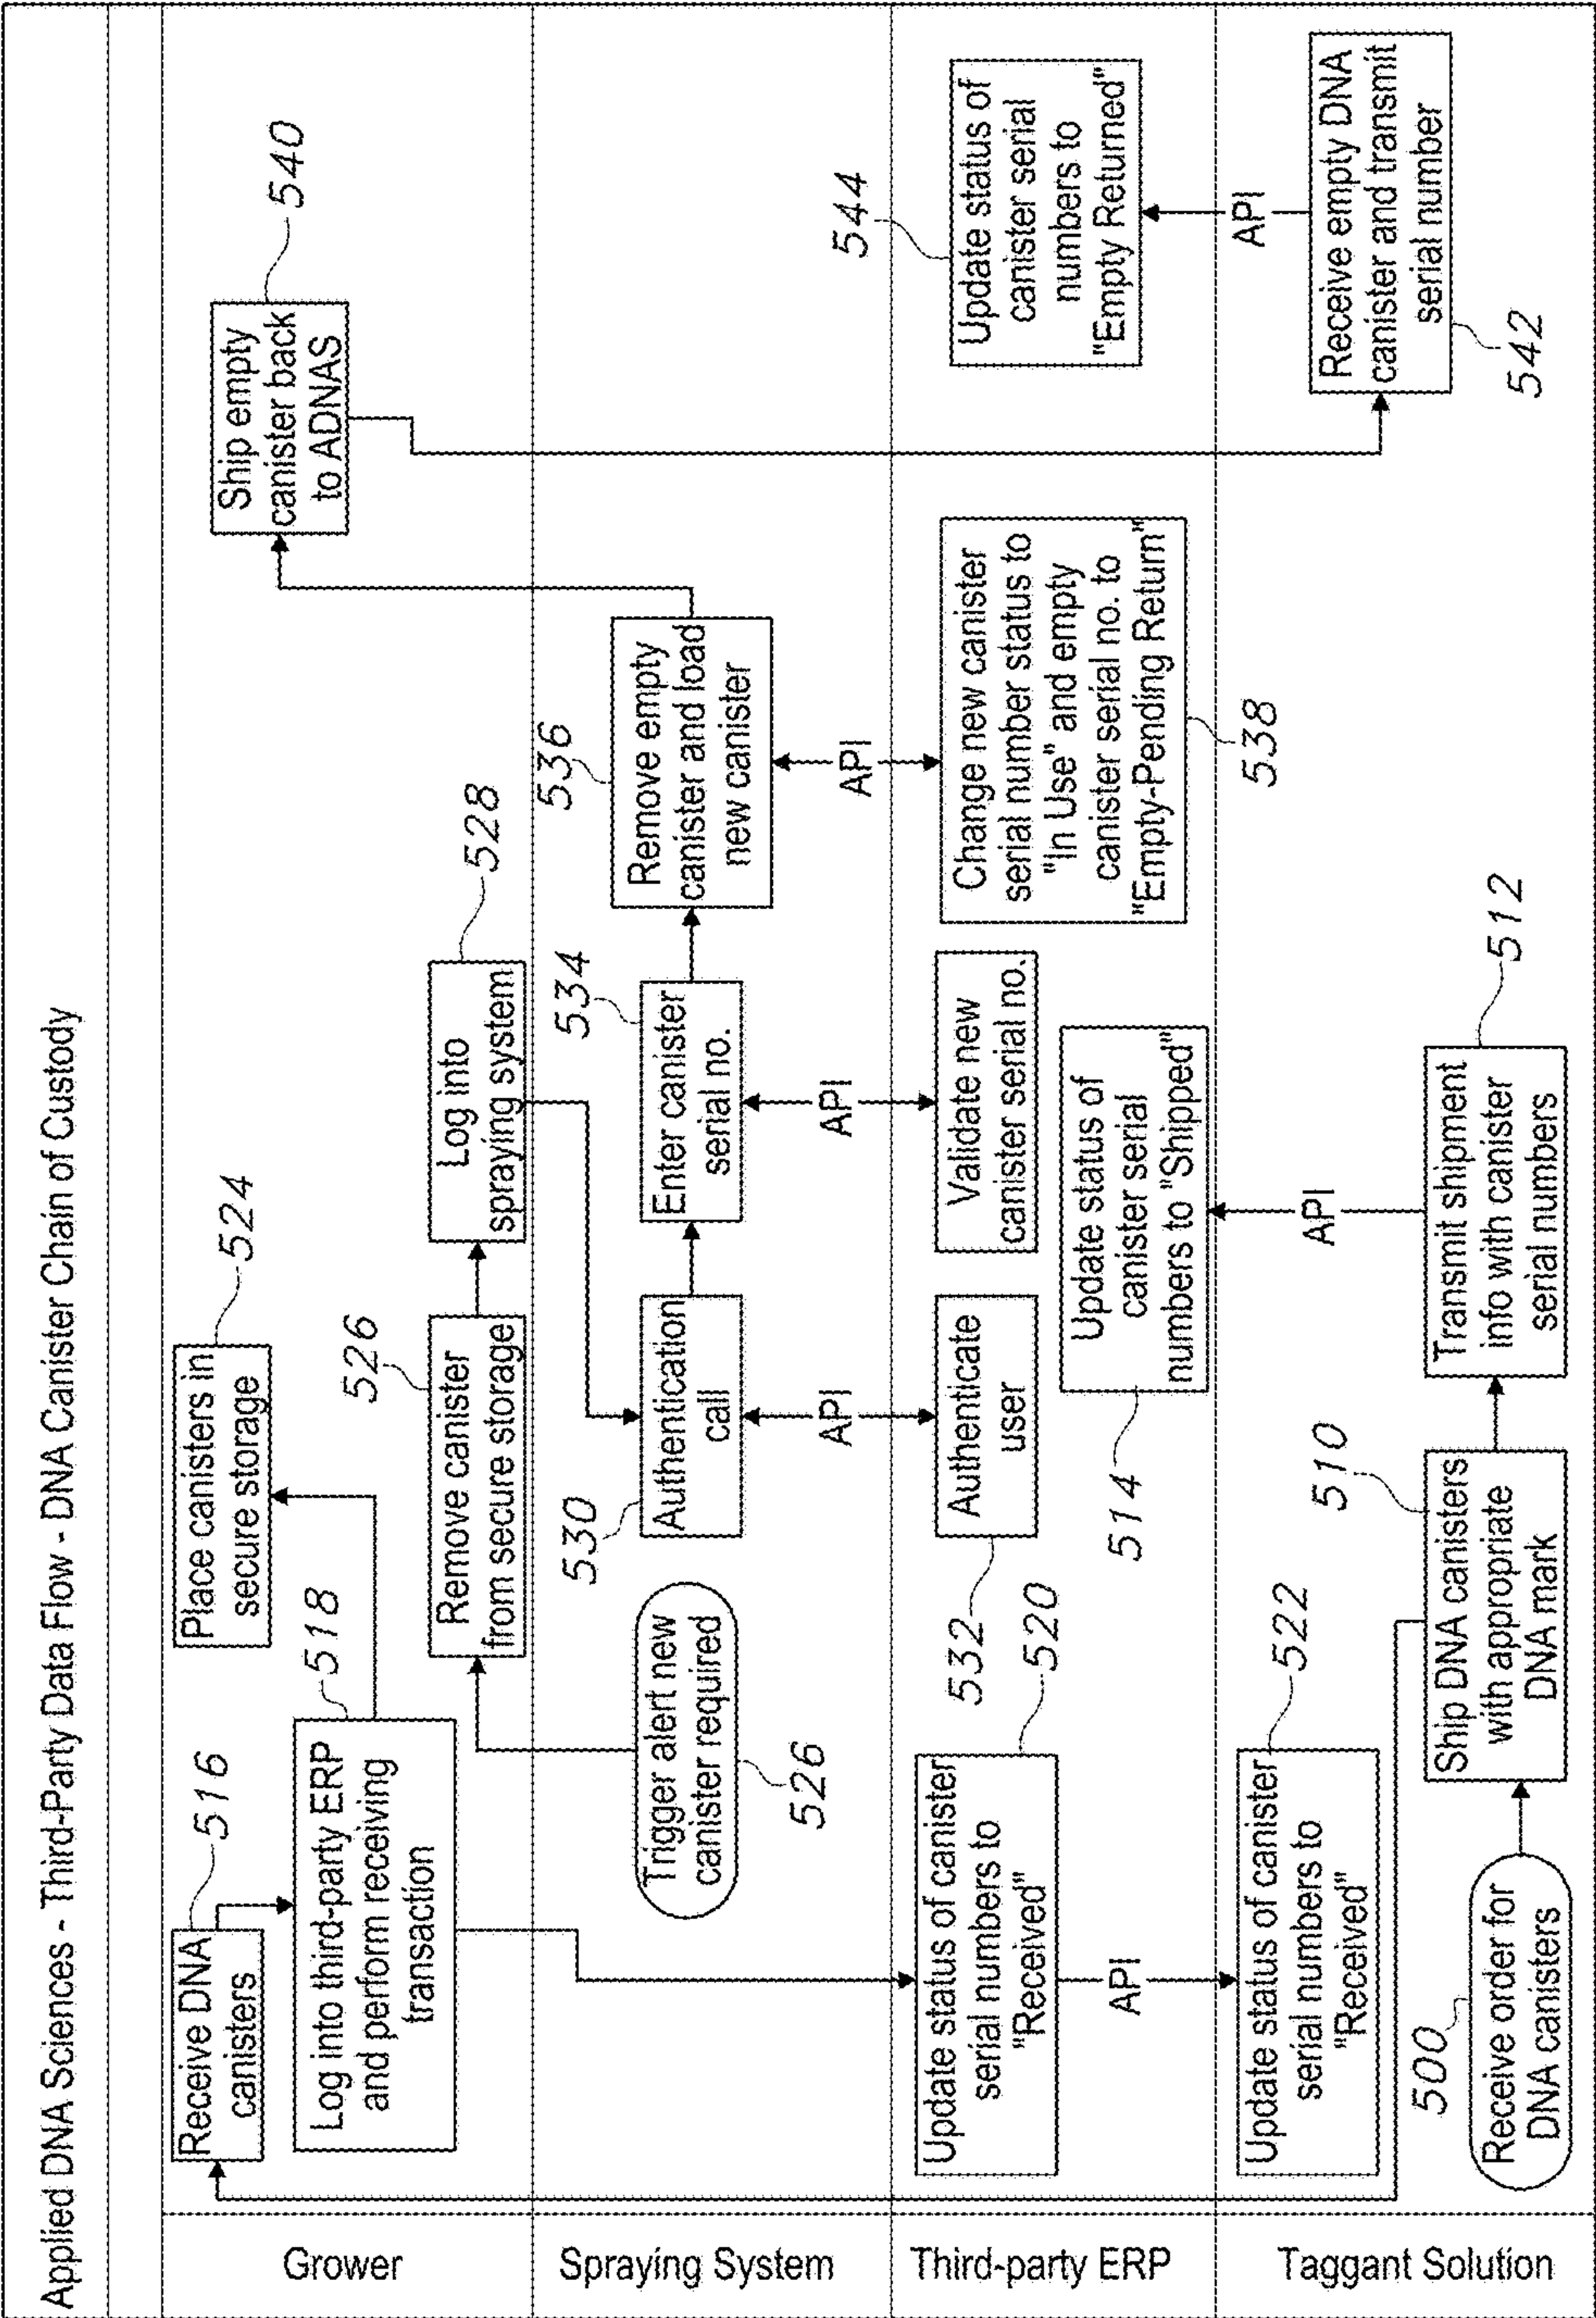 Applied DNA Sciences - Third-Party Data Flow - DNA Canister Chain of Custody
Grower
Receive DNA
canisters
516
Log into third-party ERP
and perform receiving
transaction
518
Place canisters in
secure storage
524
Remove canister
from secure storage
526
Log into
spraying system
528
Ship empty
canister back
to ADNAS
540
Spraying System
Trigger alert new
canister required
526
Authentication
call
530
API
Enter canister
serial no.
534
API
Remove empty
canister and load
new canister
536
API
Third-party ERP
Update status of canister
serial numbers to
"Received"
520
API
Authenticate
user
532
Validate new
canister serial no.
Update status of
canister serial
numbers to "Shipped"
514
Change new canister
serial number status to
"In Use" and empty
canister serial no. to
"Empty-Pending Return"
538
Update status of
canister serial
numbers to
"Empty Returned"
544
Taggant Solution
Update status of canister
serial numbers to
"Received"
522
Receive order for
DNA canisters
500
Ship DNA canisters
with appropriate
DNA mark
510
API
Transmit shipment
info with canister
serial numbers
512
API
Receive empty DNA
canister and transmit
serial number
542